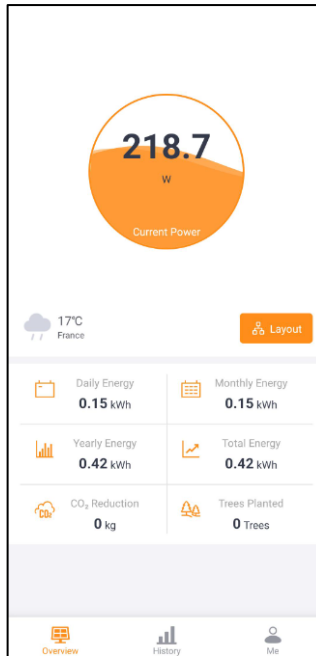 218.7
W
Current Power
17°C
France
Layout
Daily Energy
0.15 kWh
Monthly Energy
0.15 kWh
Yearly Energy
0.42 kWh
Total Energy
0.42 kWh
CO₂
CO₂ Reduction
0 kg
Trees Planted
0 Trees
Overview
History
Me